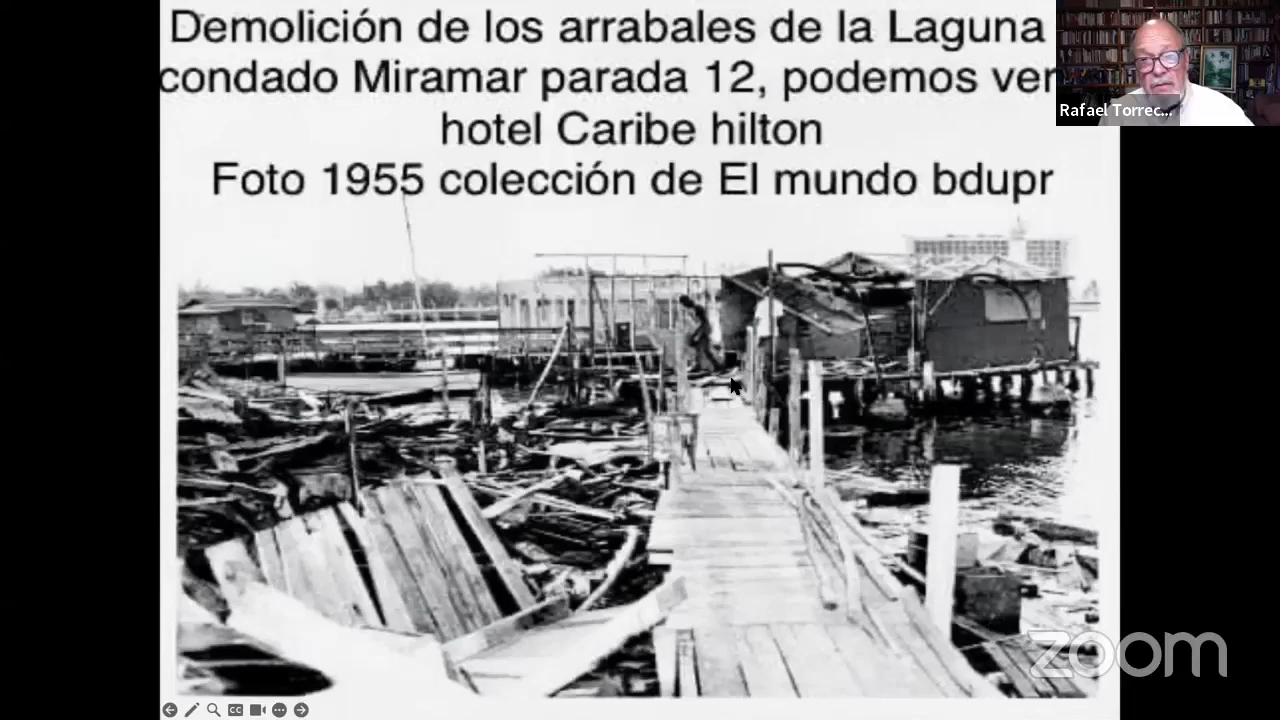 Demolición de los arrabales de la Laguna
condado Miramar parada 12, podemos ver
hotel Caribe hilton
Foto 1955 colección de El mundo bdupr
Rafael Torrec...
CC
zoom